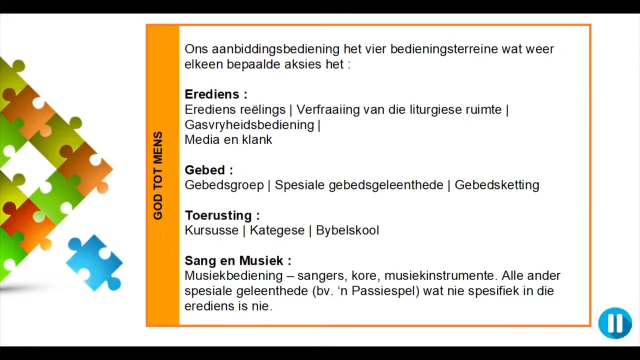 GOD TOT MENS
Ons aanbiddingsbediening het vier bedieningsterreine wat weer
elkeen bepaalde aksies het :
Erediens :
Erediens reëlings | Verfraaiing van die liturgiese ruimte |
Gasvryheidsbediening |
Media en klank
Gebed :
Gebedsgroep | Spesiale gebedsgeleenthede | Gebedsketting
Toerusting :
Kursusse | Kategese | Bybelskool
Sang en Musiek :
Musiekbediening – sangers, kore, musiekinstrumente. Alle ander
spesiale geleenthede (bv. ‘n Passiespel) wat nie spesifiek in die
erediens is nie.